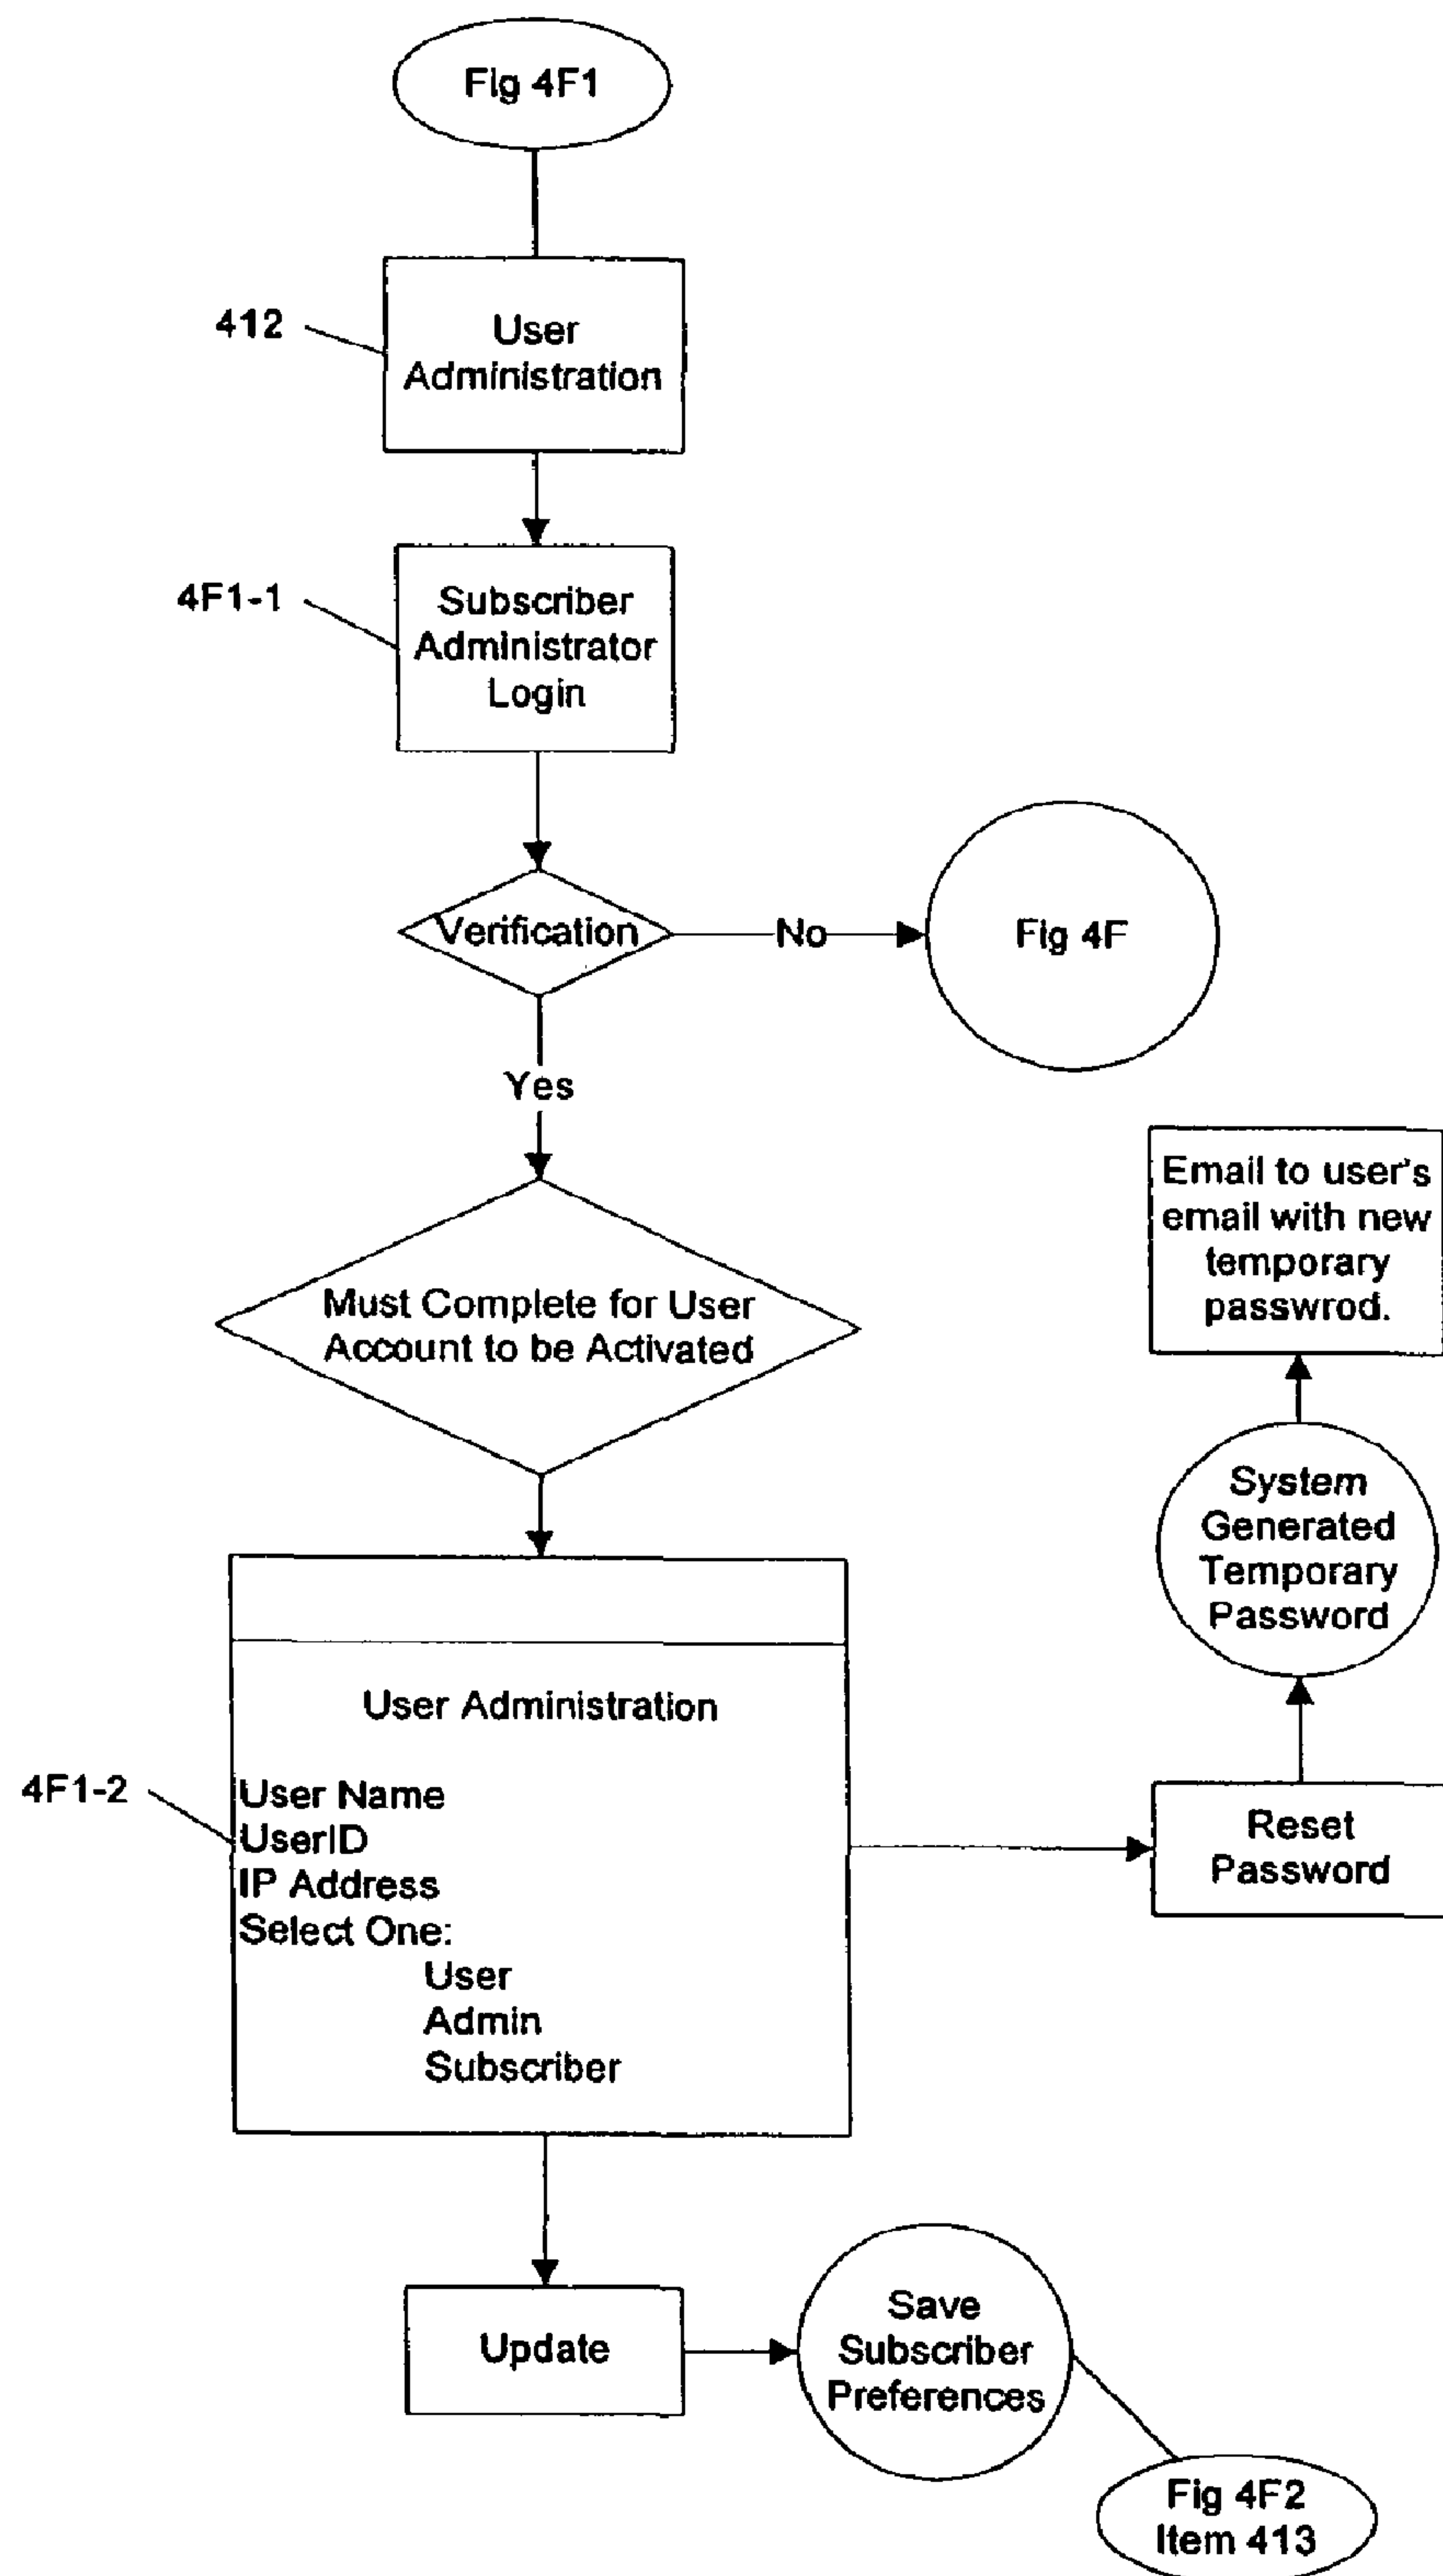 Fig 4F1
412
User
Administration
4F1-1
Subscriber
Administrator
Login
Verification
No
Fig 4F
Yes
Must Complete for User
Account to be Activated
Email to user's
email with new
temporary
passwrod.
System
Generated
Temporary
Password
Reset
Password
4F1-2
User Administration
User Name
UserID
IP Address
Select One:
User
Admin
Subscriber
Update
Save
Subscriber
Preferences
Fig 4F2
Item 413